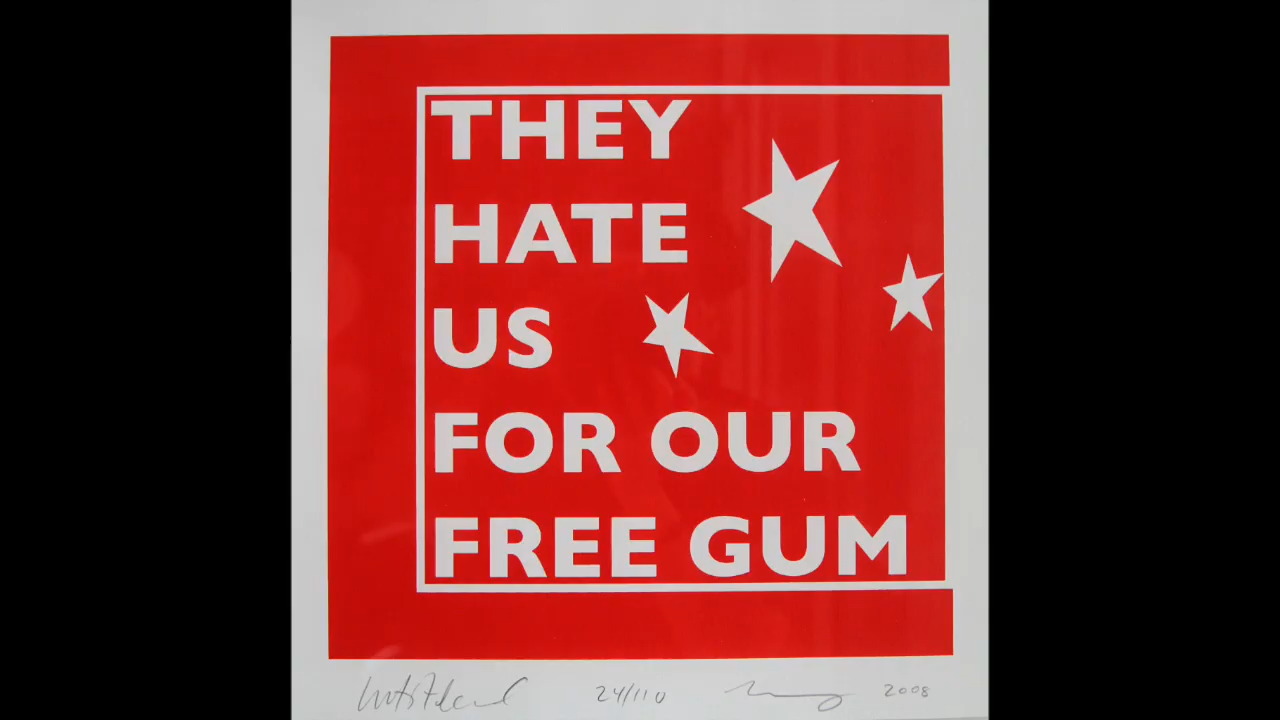 THEY
HATE
US
FOR OUR
FREE GUM
24/110 2008